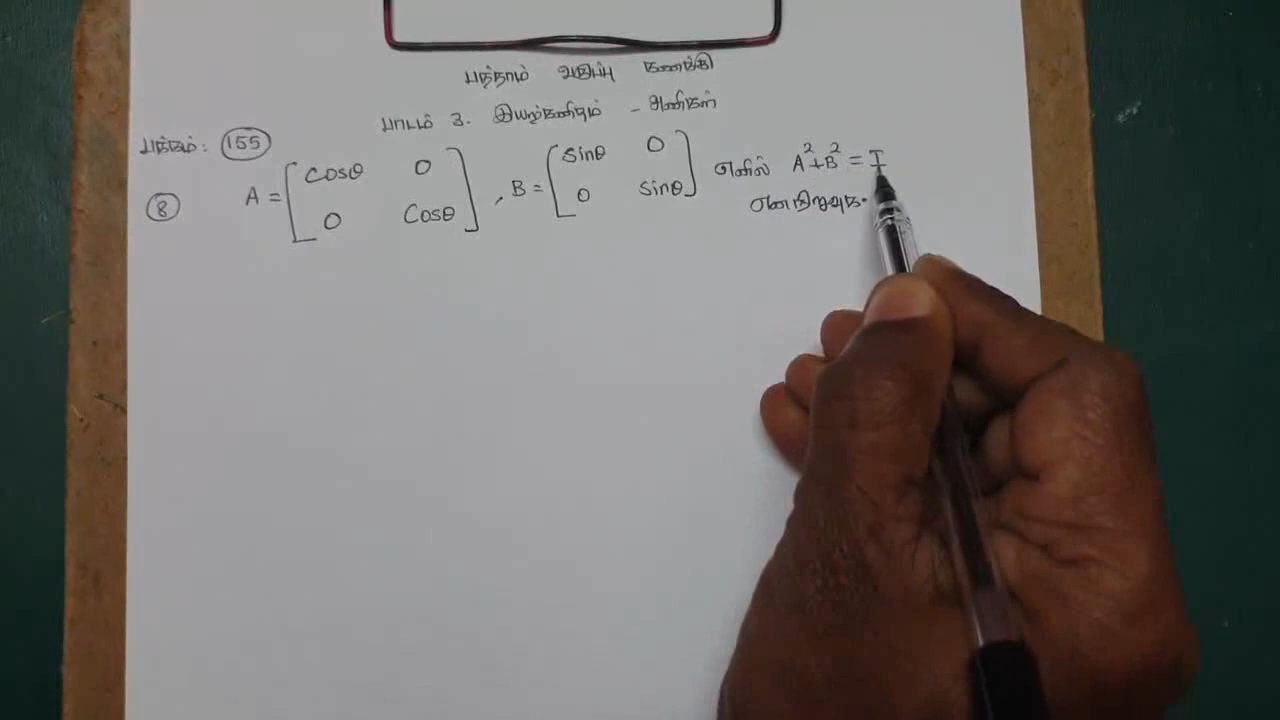 பத்தாம் வகுப்பு கணக்கு
பாடம் 3. இயற்கணிதம் - அணிகள்
பக்கம்: 155
8 A = [cosθ 0 , B = [sinθ 0 எனில் A²+B² = I
0 cosθ] 0 sinθ] என நிறுவுக.